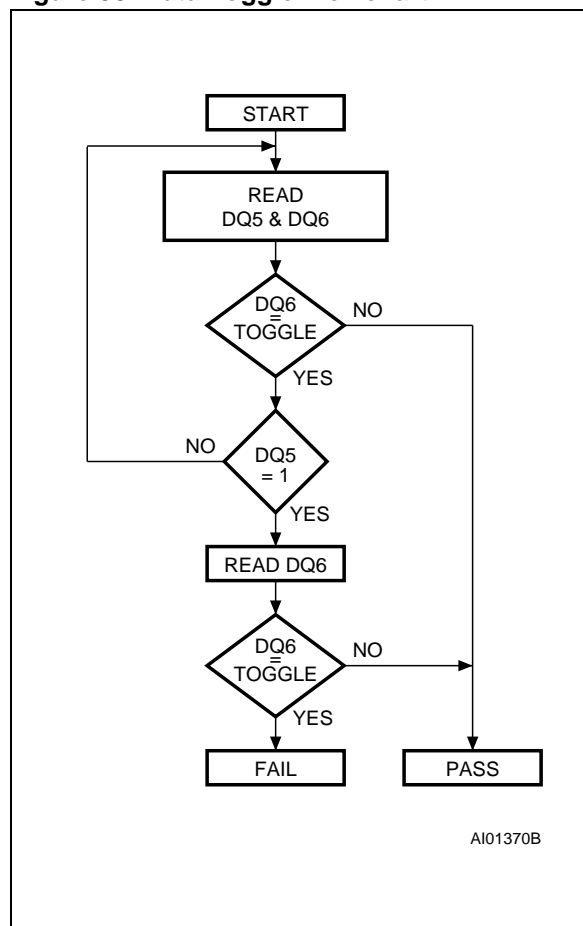 START
READ
DQ5 & DQ6
DQ6
=
TOGGLE
NO
YES
NO
DQ5
= 1
YES
READ DQ6
DQ6
=
TOGGLE
NO
YES
FAIL
PASS
AI01370B